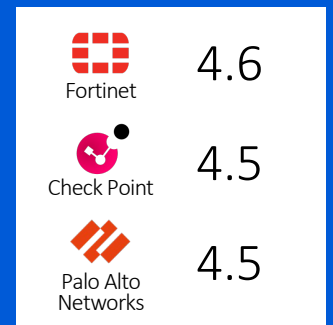 Fortinet
4.6
Check Point
4.5
Palo Alto
Networks
4.5